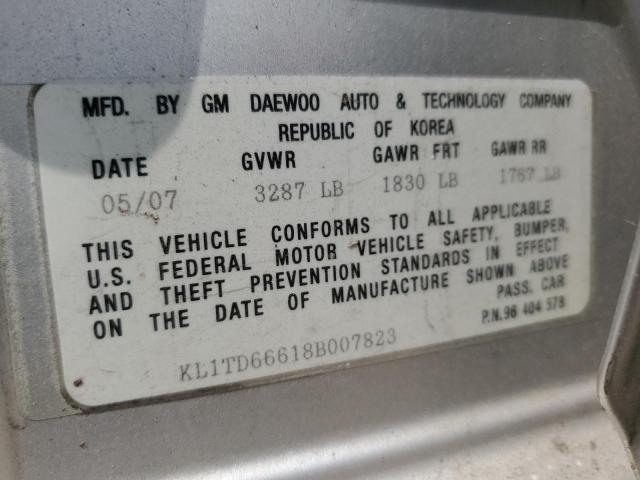 MFD. BY GM DAEWOO AUTO & TECHNOLOGY COMPANY
REPUBLIC OF KOREA
DATE GVWR GAWR FRT GAWR RR
05/07 3287 LB 1830 LB 1767 LB
THIS VEHICLE CONFORMS TO ALL APPLICABLE
U.S. FEDERAL MOTOR VEHICLE SAFETY, BUMPER,
AND THEFT PREVENTION STANDARDS IN EFFECT
ON THE DATE OF MANUFACTURE SHOWN ABOVE
PASS. CAR
P.N.96 404 578
KL1TD66618B007823